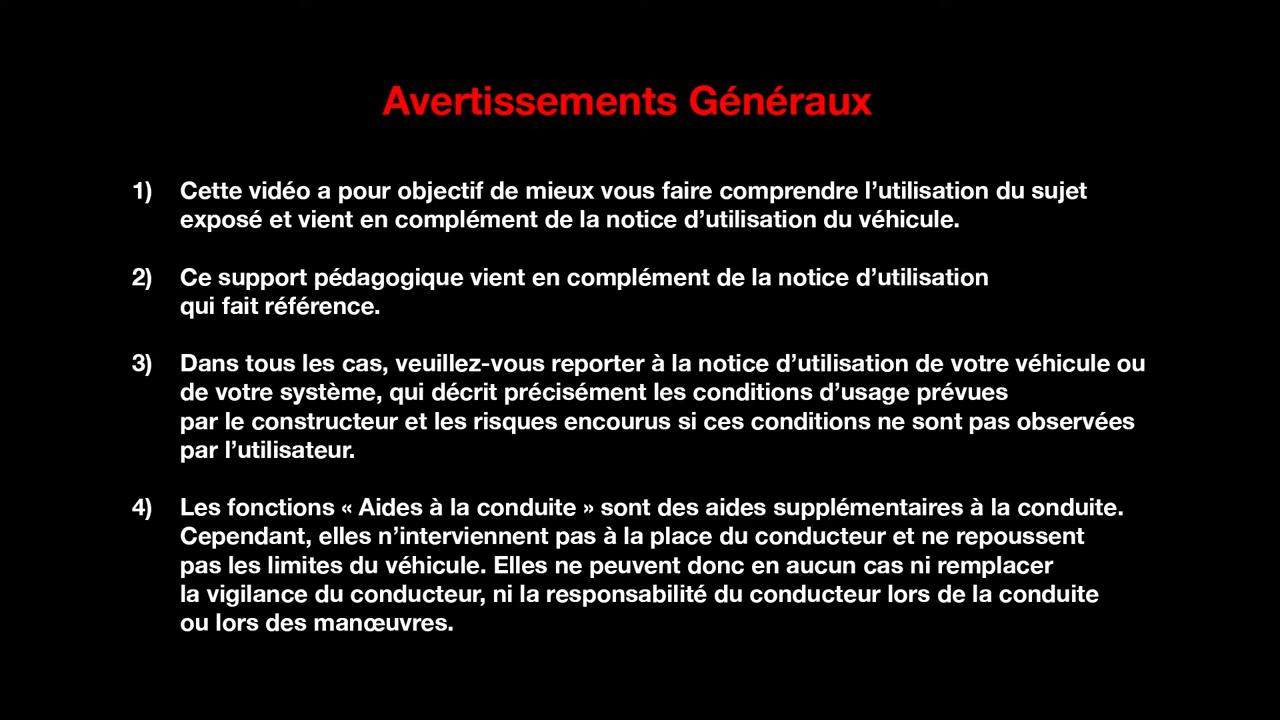 Avertissements Généraux
1) Cette vidéo a pour objectif de mieux vous faire comprendre l’utilisation du sujet
exposé et vient en complément de la notice d’utilisation du véhicule.
2) Ce support pédagogique vient en complément de la notice d’utilisation
qui fait référence.
3) Dans tous les cas, veuillez-vous reporter à la notice d’utilisation de votre véhicule ou
de votre système, qui décrit précisément les conditions d’usage prévues
par le constructeur et les risques encourus si ces conditions ne sont pas observées
par l’utilisateur.
4) Les fonctions « Aides à la conduite » sont des aides supplémentaires à la conduite.
Cependant, elles n’interviennent pas à la place du conducteur et ne repoussent
pas les limites du véhicule. Elles ne peuvent donc en aucun cas ni remplacer
la vigilance du conducteur, ni la responsabilité du conducteur lors de la conduite
ou lors des manœuvres.